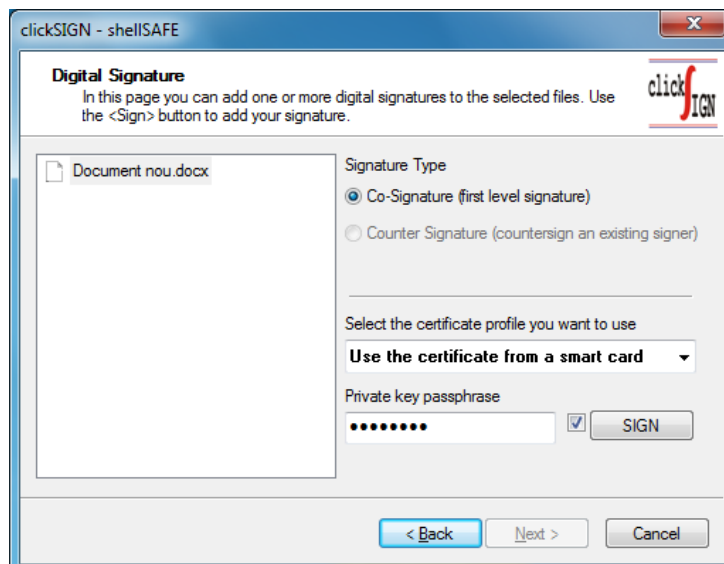 clickSIGN - shellSAFE
Digital Signature
In this page you can add one or more digital signatures to the selected files. Use
the <Sign> button to add your signature.
click
SIGN
Document nou.docx
Signature Type
Co-Signature (first level signature)
Counter Signature (countersign an existing signer)
Select the certificate profile you want to use
Use the certificate from a smart card
Private key passphrase
••••••••
SIGN
< Back
Next >
Cancel